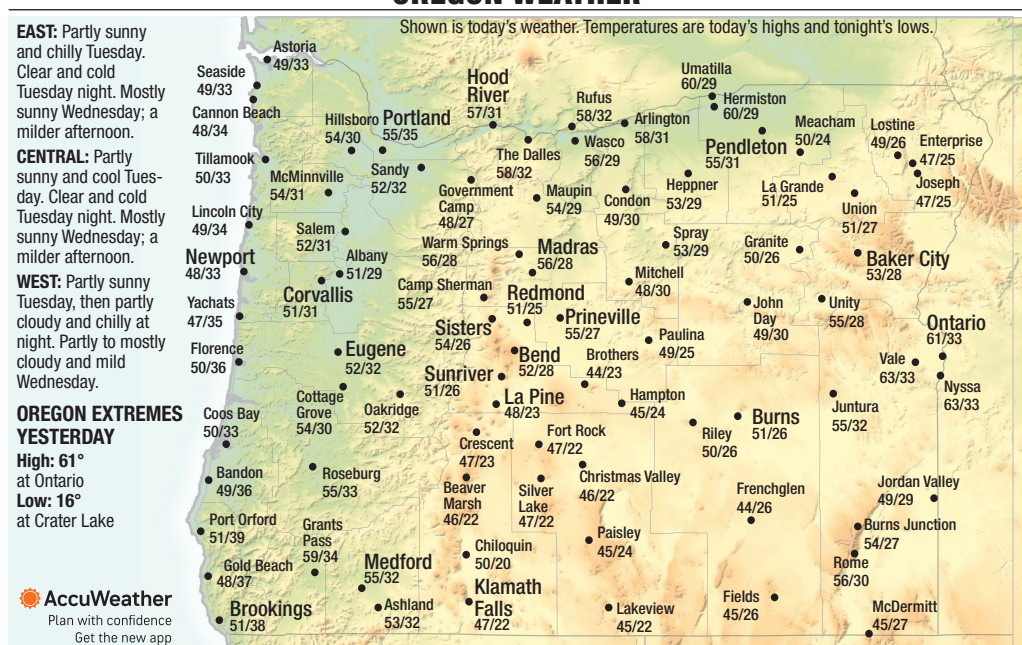 EAST: Partly sunny
and chilly Tuesday.
Clear and cold
Tuesday night. Mostly
sunny Wednesday; a
milder afternoon.
CENTRAL: Partly
sunny and cool Tues-
day. Clear and cold
Tuesday night. Mostly
sunny Wednesday; a
milder afternoon.
WEST: Partly sunny
Tuesday, then partly
cloudy and chilly at
night. Partly to mostly
cloudy and mild
Wednesday.
OREGON EXTREMES
YESTERDAY
High: 61°
at Ontario
Low: 16°
at Crater Lake
AccuWeather
Plan with confidence
Get the new app
Shown is today's weather. Temperatures are today's highs and tonight's lows.
Astoria
49/33
Seaside
49/33
Cannon Beach
48/34
Tillamook
50/33
Lincoln City
49/34
Newport
48/33
Yachats
47/35
Florence
50/36
Coos Bay
50/33
Bandon
49/36
Port Orford
51/39
Gold Beach
48/37
Brookings
51/38
Hillsboro
54/30
Portland
55/35
Sandy
52/32
McMinnville
54/31
Salem
52/31
Albany
51/29
Corvallis
51/31
Eugene
52/32
Cottage
Grove
54/30
Oakridge
52/32
Roseburg
55/33
Grants
Pass
59/34
Medford
55/32
Ashland
53/32
Hood
River
57/31
The Dalles
58/32
Rufus
58/32
Wasco
56/29
Arlington
58/31
Government
Camp
48/27
Maupin
54/29
Condon
49/30
Warm Springs
56/28
Madras
56/28
Camp Sherman
55/27
Redmond
51/25
Sisters
54/26
Prineville
55/27
Bend
52/28
Sunriver
51/26
La Pine
48/23
Brothers
44/23
Hampton
45/24
Crescent
47/23
Fort Rock
47/22
Beaver
Marsh
46/22
Silver
Lake
47/22
Christmas Valley
46/22
Chiloquin
50/20
Klamath
Falls
47/22
Paisley
45/24
Lakeview
45/22
Umatilla
60/29
Hermiston
60/29
Pendleton
55/31
Meacham
50/24
Lostine
49/26
Enterprise
47/25
Joseph
47/25
Heppner
53/29
La Grande
51/25
Union
51/27
Spray
53/29
Granite
50/26
Baker City
53/28
Mitchell
48/30
John
Day
49/30
Unity
55/28
Paulina
49/25
Ontario
61/33
Vale
63/33
Nyssa
63/33
Juntura
55/32
Burns
51/26
Riley
50/26
Frenchglen
44/26
Jordan Valley
49/29
Burns Junction
54/27
Rome
56/30
Fields
45/26
McDermitt
45/27